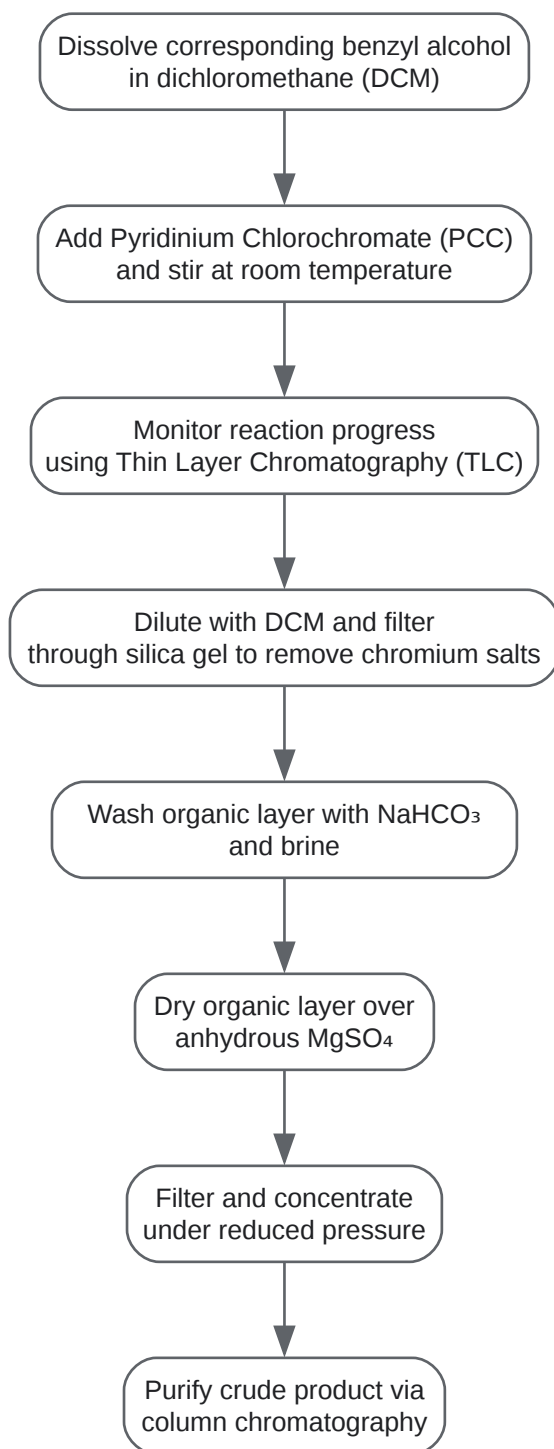 Dissolve corresponding benzyl alcohol
in dichloromethane (DCM)
Add Pyridinium Chlorochromate (PCC)
and stir at room temperature
Monitor reaction progress
using Thin Layer Chromatography (TLC)
Dilute with DCM and filter
through silica gel to remove chromium salts
Wash organic layer with NaHCO₃
and brine
Dry organic layer over
anhydrous MgSO₄
Filter and concentrate
under reduced pressure
Purify crude product via
column chromatography